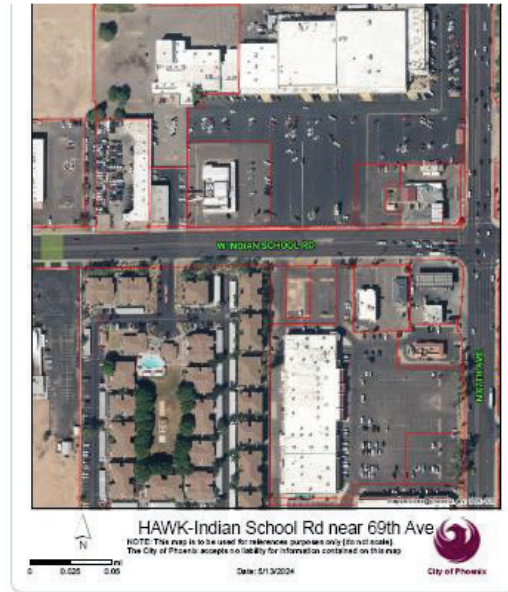 W INDIAN SCHOOL RD
N 67TH AVE
HAWK-Indian School Rd near 69th Ave
NOTE: This map is to be used for references purposes only (do not scale).
The City of Phoenix accepts no liability for information contained on this map
N
mi
0 0.025 0.05
Date: 5/13/2024
City of Phoenix